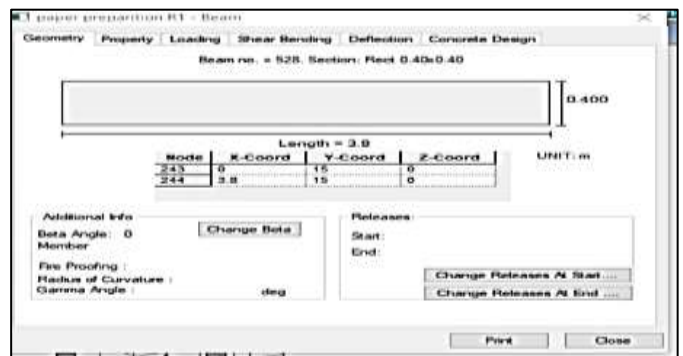 paper preparition R1 - Beam
Geometry Property Loading Shear Bending Deflection Concrete Design
Beam no. = 528. Section: Rect 0.40x0.40
0.400
Length = 3.8
Node X-Coord Y-Coord Z-Coord UNIT: m
243 0 15 0
244 3.8 15 0
Additional Info Releases:
Beta Angle: 0 Change Beta Start:
Member End:
Fire Proofing :
Radius of Curvature : Change Releases At Start ....
Gamma Angle : deg Change Releases At End ....
Print Close